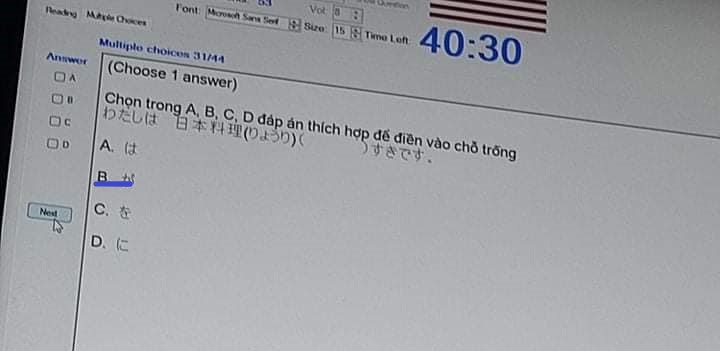 53
Font: Microsoft Sans Serif
Vol: 8
Size: 15
Time Left: 40:30
Reading Multiple Choices
Multiple choices 31/44
Answer
(Choose 1 answer)
A
B
C
D
Chọn trong A, B, C, D đáp án thích hợp để điền vào chỗ trống
わたしは 日本料理(りょうり)( )すきです.
A. は
B. が
C. を
D. に
Next